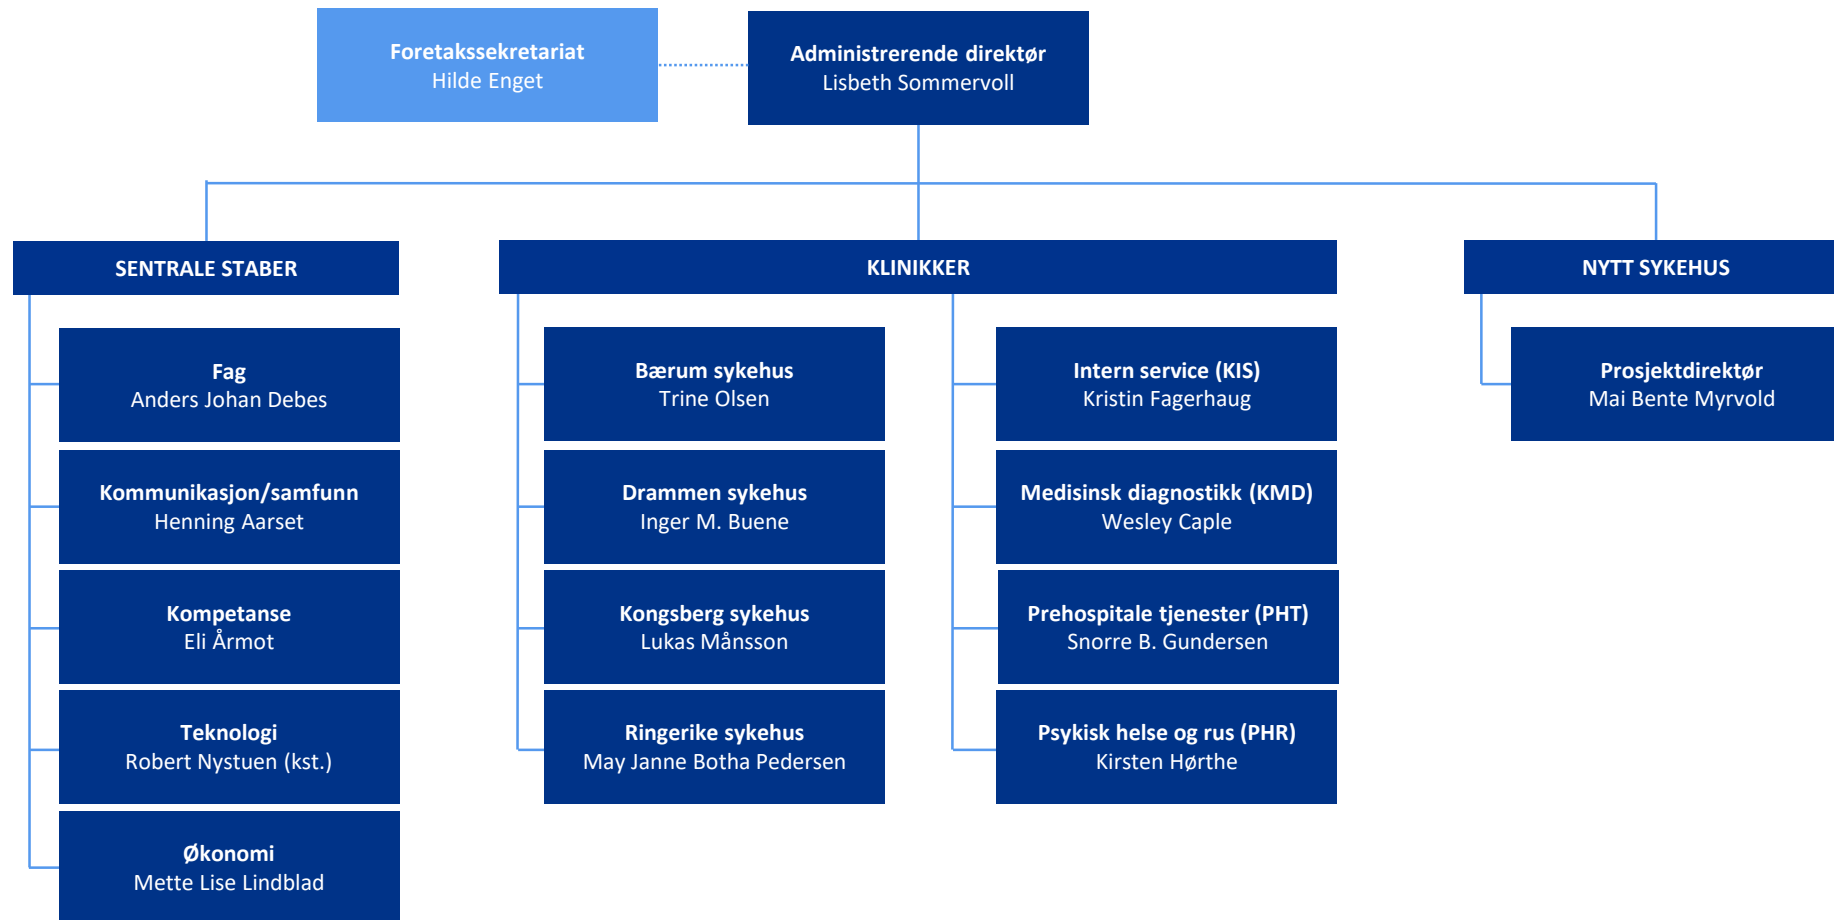 Foretakssekretariat
Hilde Enget
Administrerende direktør
Lisbeth Sommervoll
SENTRALE STABER
Fag
Anders Johan Debes
Kommunikasjon/samfunn
Henning Aarset
Kompetanse
Eli Årmot
Teknologi
Robert Nystuen (kst.)
Økonomi
Mette Lise Lindblad
KLINIKKER
Bærum sykehus
Trine Olsen
Drammen sykehus
Inger M. Buene
Kongsberg sykehus
Lukas Månsson
Ringerike sykehus
May Janne Botha Pedersen
Intern service (KIS)
Kristin Fagerhaug
Medisinsk diagnostikk (KMD)
Wesley Caple
Prehospitale tjenester (PHT)
Snorre B. Gundersen
Psykisk helse og rus (PHR)
Kirsten Hørthe
NYTT SYKEHUS
Prosjektdirektør
Mai Bente Myrvold